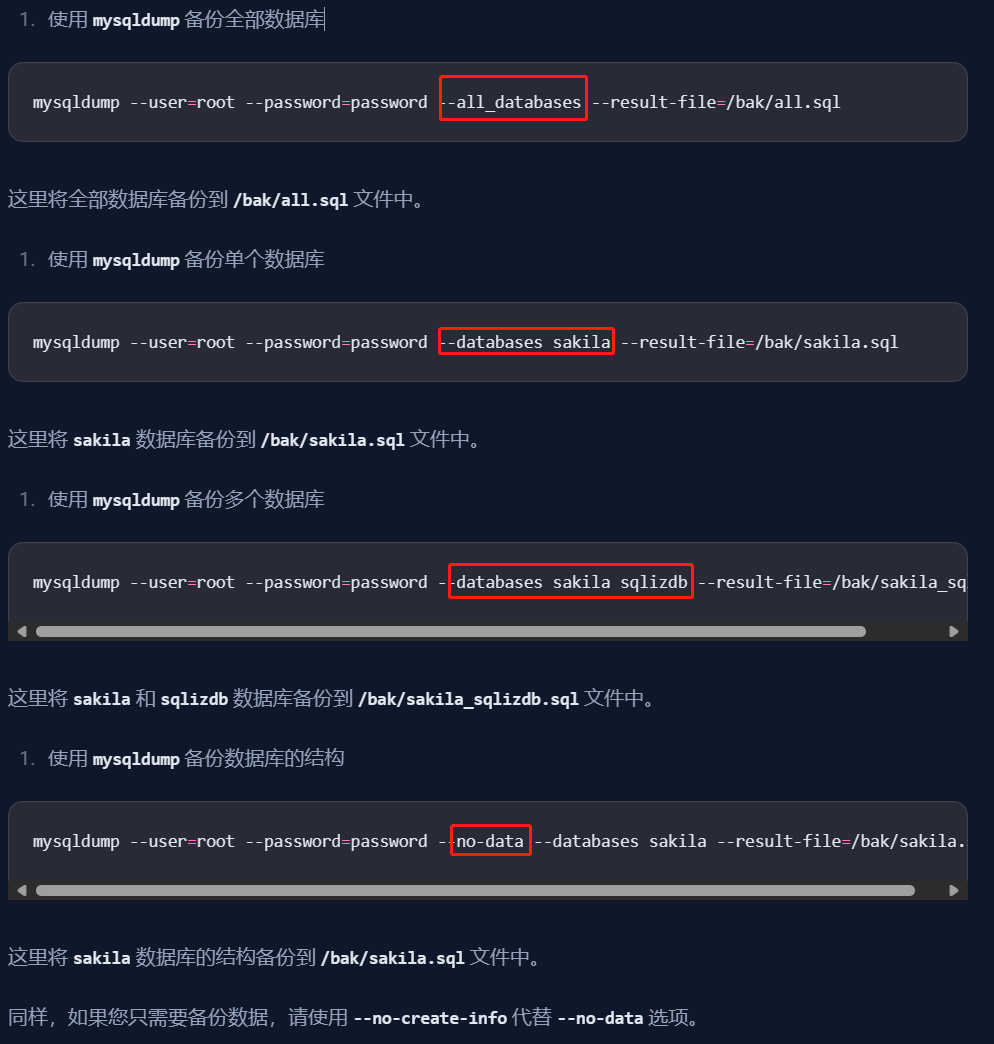 1. 使用 mysqldump 备份全部数据库
mysqldump --user=root --password=password --all_databases --result-file=/bak/all.sql
这里将全部数据库备份到 /bak/all.sql 文件中。
1. 使用 mysqldump 备份单个数据库
mysqldump --user=root --password=password --databases sakila --result-file=/bak/sakila.sql
这里将 sakila 数据库备份到 /bak/sakila.sql 文件中。
1. 使用 mysqldump 备份多个数据库
mysqldump --user=root --password=password --databases sakila sqlizdb --result-file=/bak/sakila_sq
这里将 sakila 和 sqlizdb 数据库备份到 /bak/sakila_sqlizdb.sql 文件中。
1. 使用 mysqldump 备份数据库的结构
mysqldump --user=root --password=password --no-data --databases sakila --result-file=/bak/sakila.
这里将 sakila 数据库的结构备份到 /bak/sakila.sql 文件中。
同样，如果您只需要备份数据，请使用 --no-create-info 代替 --no-data 选项。